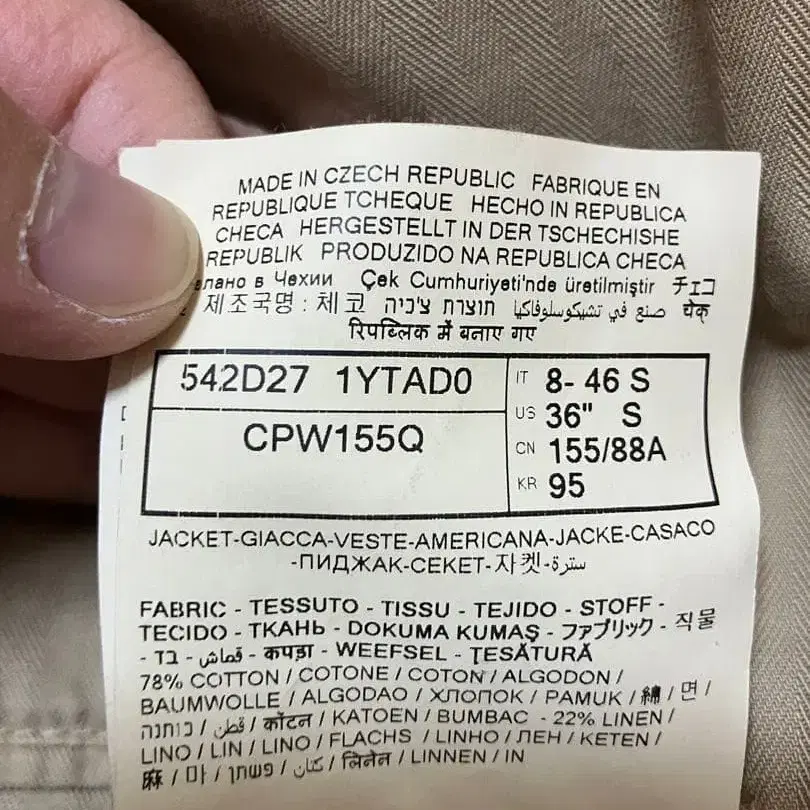 MADE IN CZECH REPUBLIC FABRIQUE EN
REPUBLIQUE TCHEQUE HECHO IN REPUBLICA
CHECA HERGESTELLT IN DER TSCHECHISHE
REPUBLIK PRODUZIDO NA REPUBLICA CHECA
елано в Чехии Çek Cumhuriyeti'nde üretilmiştir チェコ
제조국명 : 체코 תוצרת צ'כיה صنع في تشيكوسلوفاكيا चेक
रिपब्लिक में बनाए गए
542D27 1YTAD0
CPW155Q
IT 8- 46 S
US 36" S
CN 155/88A
KR 95
JACKET-GIACCA-VESTE-AMERICANA-JACKE-CASACO
-ПИДЖАК-CEKET-자켓-سترة
FABRIC - TESSUTO - TISSU - TEJIDO - STOFF -
TECIDO - ТКАНЬ - DOKUMA KUMAŞ - ファブリック - 직물
- בד - قماش - कपड़ा - WEEFSEL - ŢESĂTURĂ
78% COTTON / COTONE / COTON / ALGODON /
BAUMWOLLE / ALGODAO / ХЛОПОК / PAMUK / 綿 / 면 /
כותנה / قطن / कॉटन / KATOEN / BUMBAC - 22% LINEN /
LINO / LIN / LINO / FLACHS / LINHO / ЛЕН / KETEN /
麻 / 마 / פשתן / كتان / लिनेन / LINNEN / IN